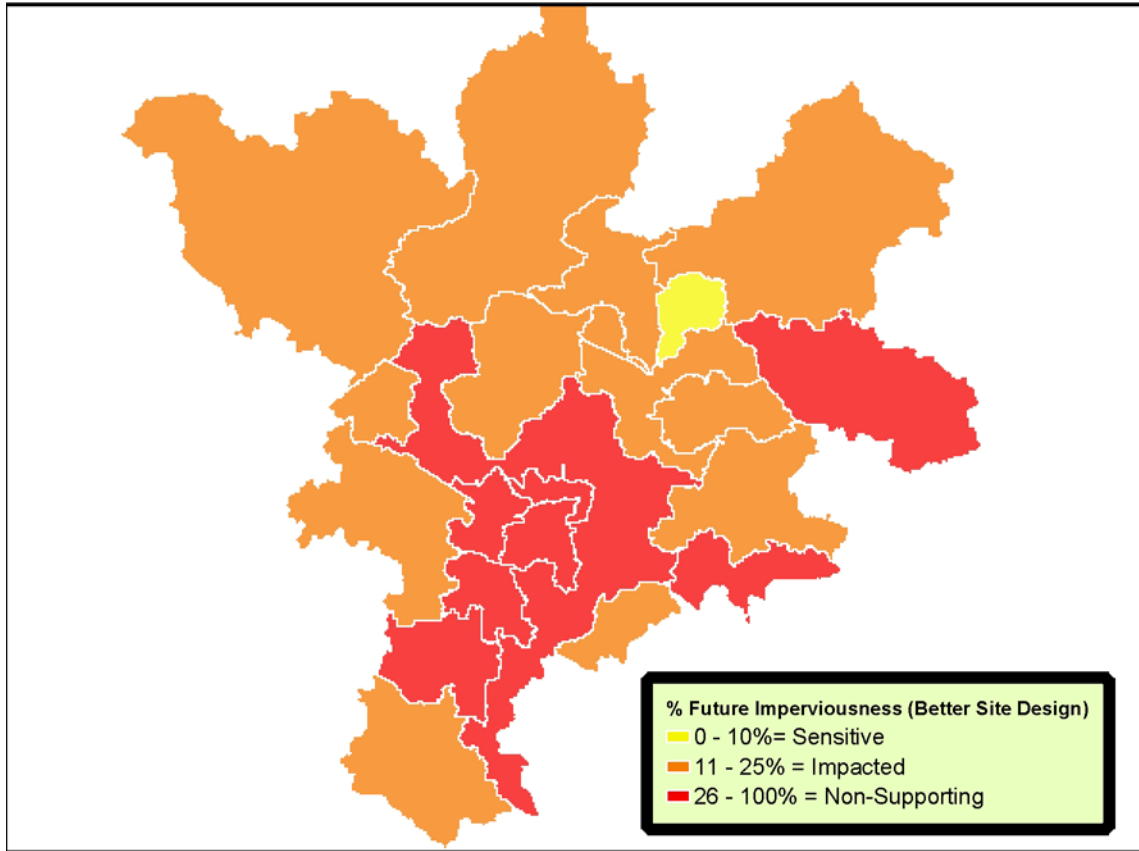 % Future Imperviousness (Better Site Design)
0 - 10%= Sensitive
11 - 25% = Impacted
26 - 100% = Non-Supporting